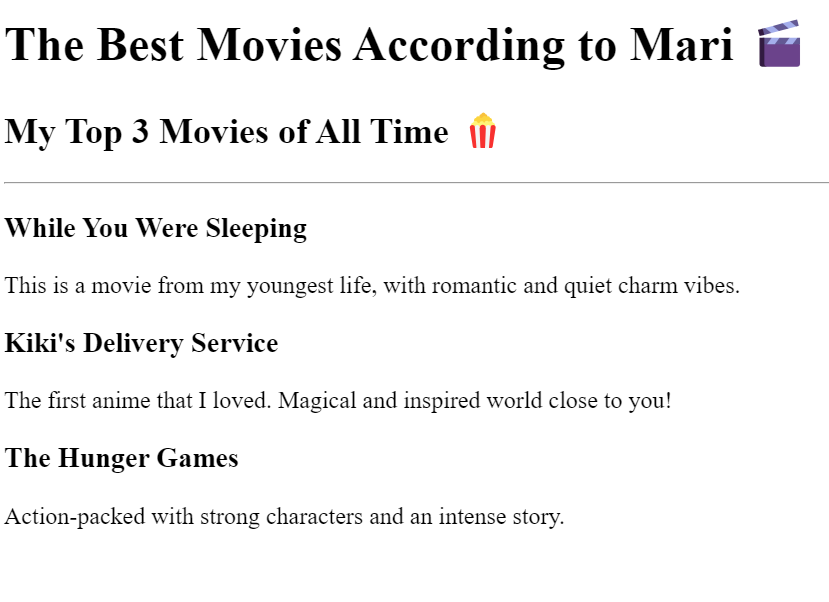 The Best Movies According to Mari 🎬
My Top 3 Movies of All Time 🍿
While You Were Sleeping
This is a movie from my youngest life, with romantic and quiet charm vibes.
Kiki's Delivery Service
The first anime that I loved. Magical and inspired world close to you!
The Hunger Games
Action-packed with strong characters and an intense story.